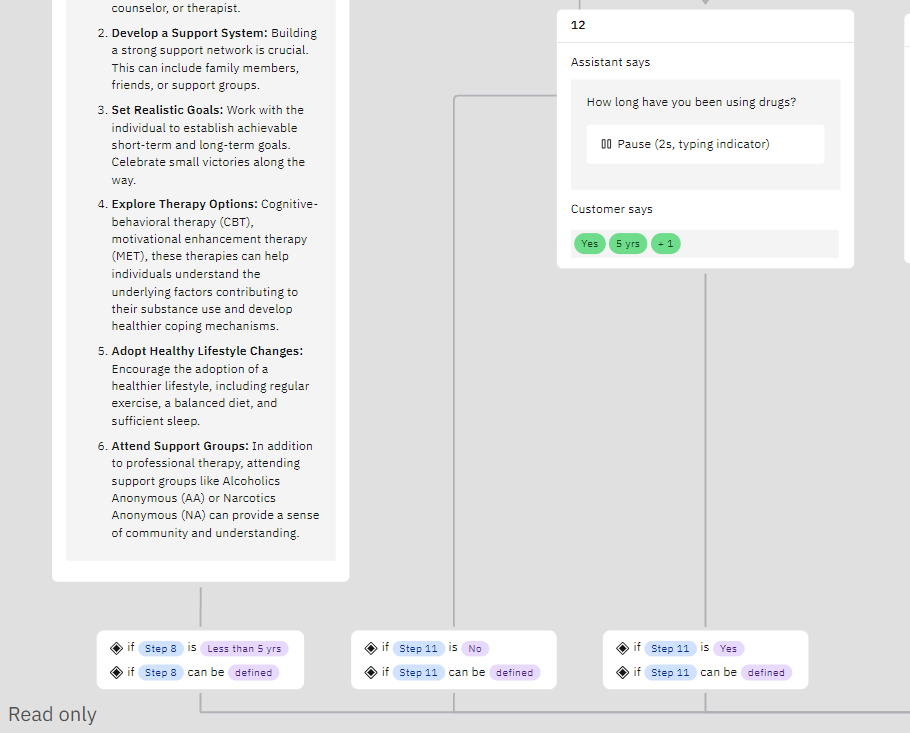 counselor, or therapist.
2. Develop a Support System: Building
a strong support network is crucial.
This can include family members,
friends, or support groups.
3. Set Realistic Goals: Work with the
individual to establish achievable
short-term and long-term goals.
Celebrate small victories along the
way.
4. Explore Therapy Options: Cognitive-
behavioral therapy (CBT),
motivational enhancement therapy
(MET), these therapies can help
individuals understand the
underlying factors contributing to
their substance use and develop
healthier coping mechanisms.
5. Adopt Healthy Lifestyle Changes:
Encourage the adoption of a
healthier lifestyle, including regular
exercise, a balanced diet, and
sufficient sleep.
6. Attend Support Groups: In addition
to professional therapy, attending
support groups like Alcoholics
Anonymous (AA) or Narcotics
Anonymous (NA) can provide a sense
of community and understanding.
12
Assistant says
How long have you been using drugs?
Pause (2s, typing indicator)
Customer says
Yes 5 yrs + 1
if Step 8 is Less than 5 yrs
if Step 8 can be defined
if Step 11 is No
if Step 11 can be defined
if Step 11 is Yes
if Step 11 can be defined
Read only